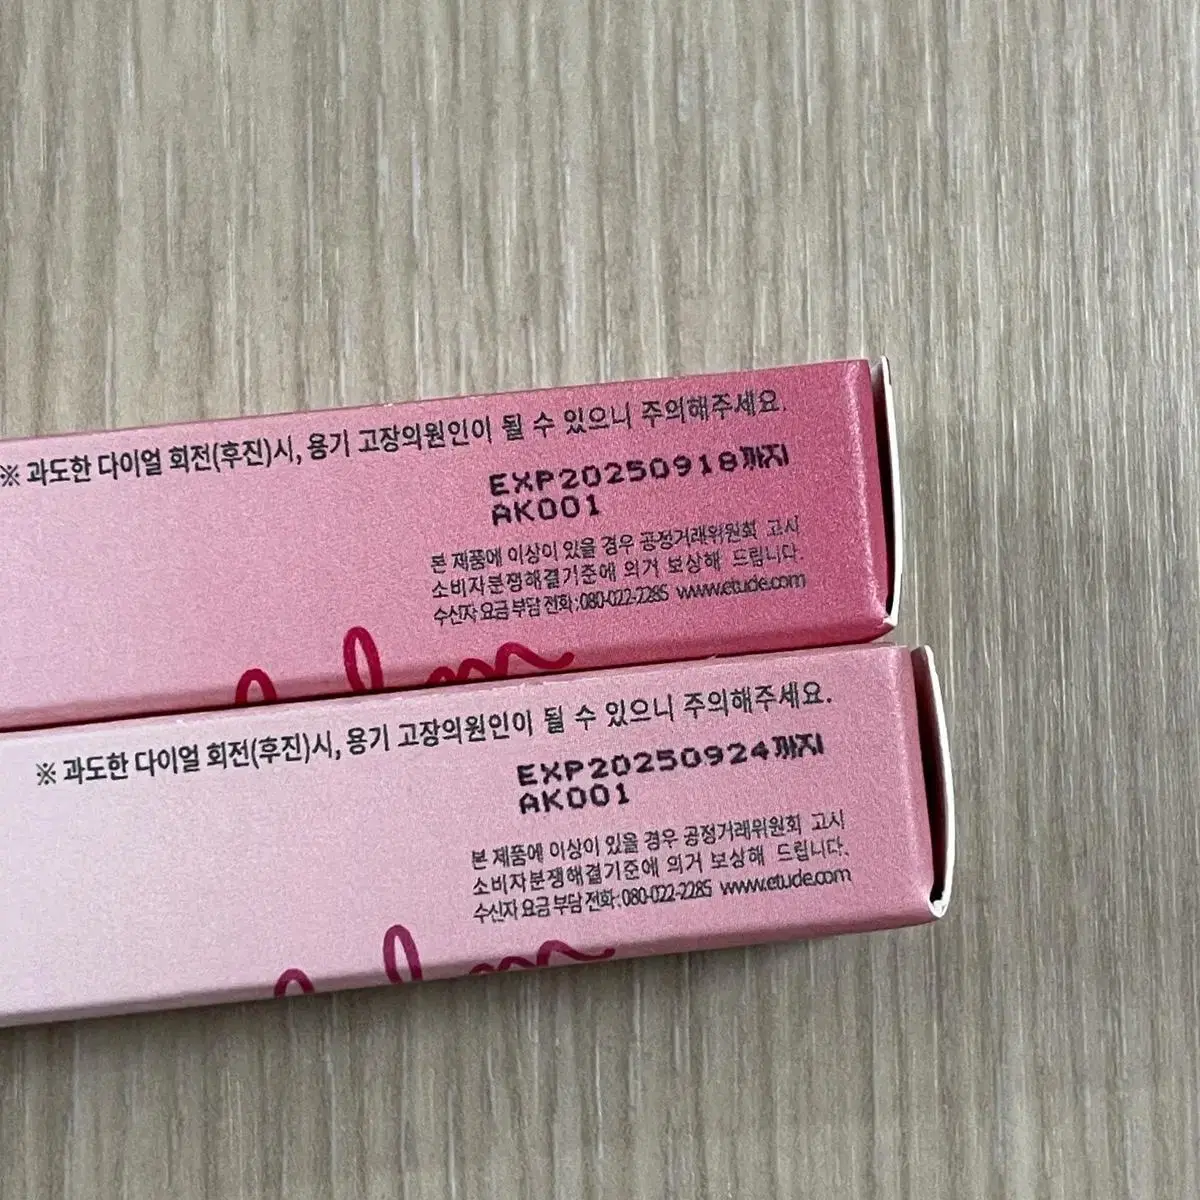 ※ 과도한 다이얼 회전(후진)시, 용기 고장의원인이 될 수 있으니 주의해주세요.
EXP20250918까지
AK001
본 제품에 이상이 있을 경우 공정거래위원회 고시
소비자분쟁해결기준에 의거 보상해 드립니다.
수신자 요금 부담 전화 : 080-022-2285 www.etude.com
※ 과도한 다이얼 회전(후진)시, 용기 고장의원인이 될 수 있으니 주의해주세요.
EXP20250924까지
AK001
본 제품에 이상이 있을 경우 공정거래위원회 고시
소비자분쟁해결기준에 의거 보상해 드립니다.
수신자 요금 부담 전화 : 080-022-2285 www.etude.com